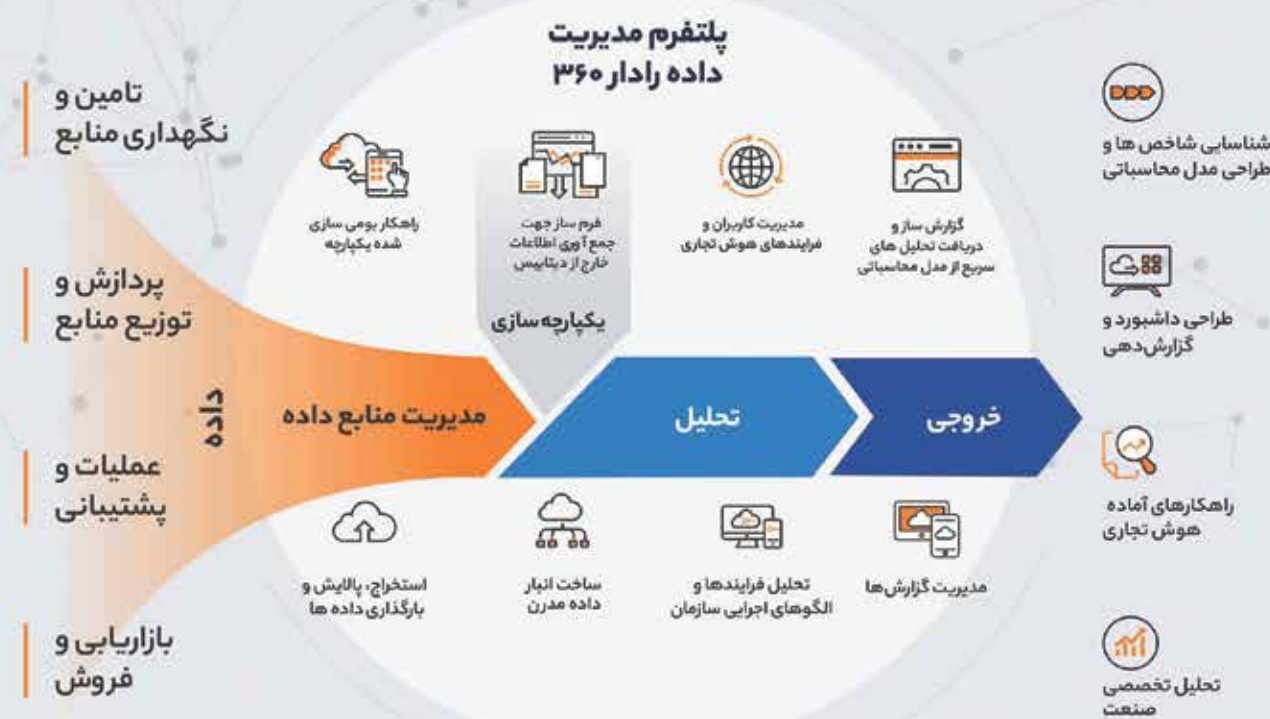 پلتفرم مدیریت
داده رادار ۳۶۰
تامین و
نگهداری منابع
پردازش و
توزیع منابع
عملیات و
پشتیبانی
بازاریابی و
فروش
داده
راهکار بومی سازی
شده یکپارچه
فرم ساز جهت
جمع آوری اطلاعات
خارج از دیتابیس
یکپارچه‌سازی
مدیریت کاربران و
فرایندهای هوش تجاری
گزارش ساز و
دریافت تحلیل های
سریع از مدل محاسباتی
مدیریت منابع داده
تحلیل
خروجی
استخراج، پالایش و
بارگذاری داده ها
ساخت انبار
داده مدرن
تحلیل فرایندها و
الگوهای اجرایی سازمان
مدیریت گزارش‌ها
شناسایی شاخص ها و
طراحی مدل محاسباتی
طراحی داشبورد و
گزارش‌دهی
راهکارهای آماده
هوش تجاری
تحلیل تخصصی
صنعت